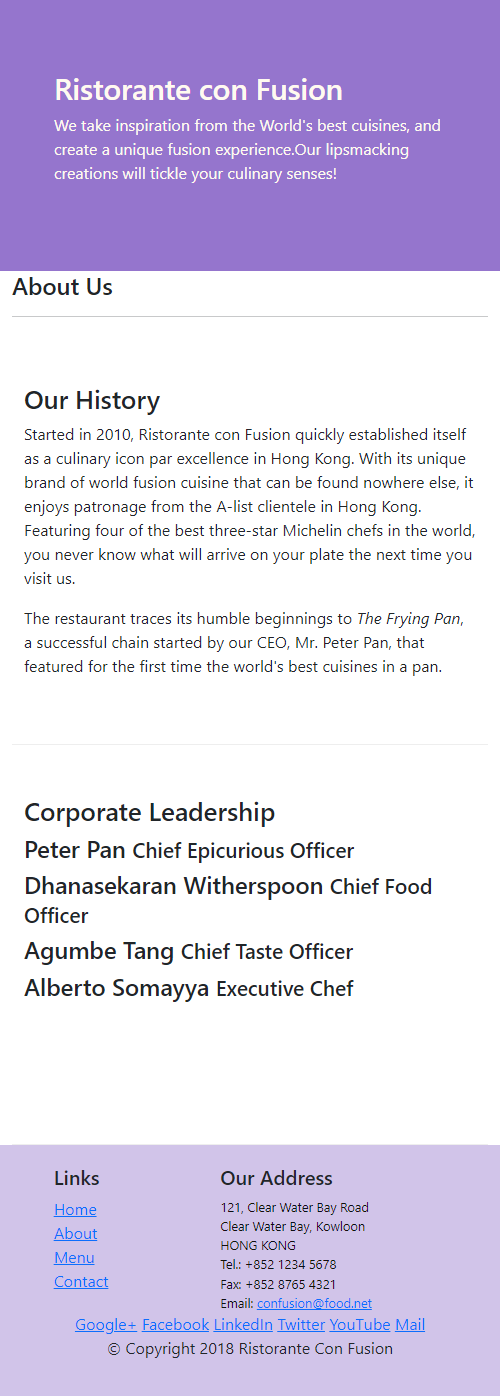 Ristorante con Fusion
We take inspiration from the World's best cuisines, and
create a unique fusion experience.Our lipsmacking
creations will tickle your culinary senses!
About Us
Our History
Started in 2010, Ristorante con Fusion quickly established itself
as a culinary icon par excellence in Hong Kong. With its unique
brand of world fusion cuisine that can be found nowhere else, it
enjoys patronage from the A-list clientele in Hong Kong.
Featuring four of the best three-star Michelin chefs in the world,
you never know what will arrive on your plate the next time you
visit us.
The restaurant traces its humble beginnings to The Frying Pan,
a successful chain started by our CEO, Mr. Peter Pan, that
featured for the first time the world's best cuisines in a pan.
Corporate Leadership
Peter Pan Chief Epicurious Officer
Dhanasekaran Witherspoon Chief Food
Officer
Agumbe Tang Chief Taste Officer
Alberto Somayya Executive Chef
Links
Home
About
Menu
Contact
Our Address
121, Clear Water Bay Road
Clear Water Bay, Kowloon
HONG KONG
Tel.: +852 1234 5678
Fax: +852 8765 4321
Email: confusion@food.net
Google+ Facebook LinkedIn Twitter YouTube Mail
© Copyright 2018 Ristorante Con Fusion